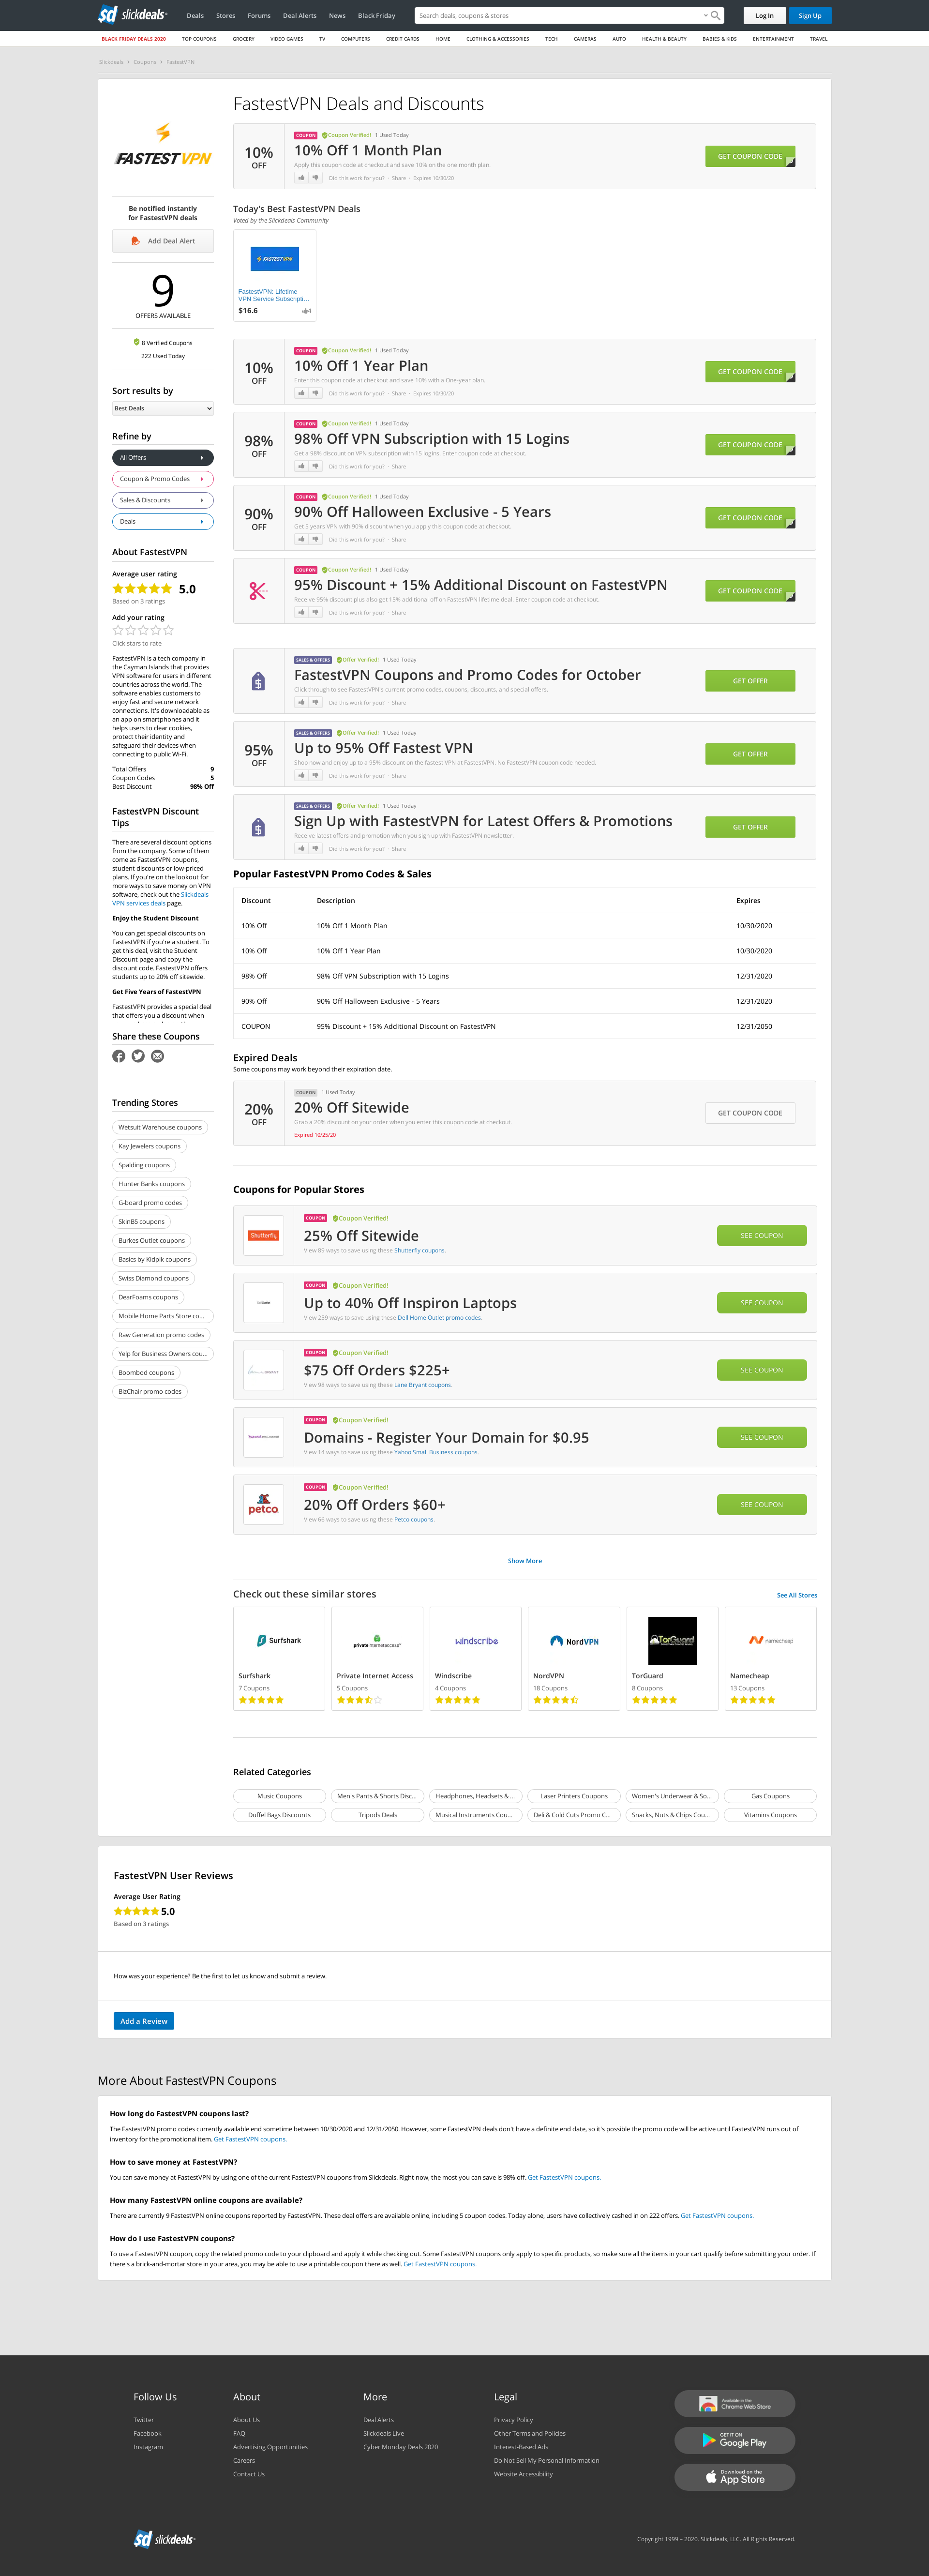 slickdeals
Deals Stores Forums Deal Alerts News Black Friday
Search deals, coupons & stores
Log In Sign Up
BLACK FRIDAY DEALS 2020 TOP COUPONS GROCERY VIDEO GAMES TV COMPUTERS CREDIT CARDS HOME CLOTHING & ACCESSORIES TECH CAMERAS AUTO HEALTH & BEAUTY BABIES & KIDS ENTERTAINMENT TRAVEL
Slickdeals › Coupons › FastestVPN
FASTESTVPN
Be notified instantly
for FastestVPN deals
Add Deal Alert
9
OFFERS AVAILABLE
8 Verified Coupons
222 Used Today
Sort results by
Best Deals
Refine by
All Offers
Coupon & Promo Codes
Sales & Discounts
Deals
About FastestVPN
Average user rating
5.0
Based on 3 ratings
Add your rating
Click stars to rate
FastestVPN is a tech company in
the Cayman Islands that provides
VPN software for users in different
countries across the world. The
software enables customers to
enjoy fast and secure network
connections. It's downloadable as
an app on smartphones and it
helps users to clear cookies,
protect their identity and
safeguard their devices when
connecting to public Wi-Fi.
Total Offers 9
Coupon Codes 5
Best Discount 98% Off
FastestVPN Discount
Tips
There are several discount options
from the company. Some of them
come as FastestVPN coupons,
student discounts or low-priced
plans. If you're on the lookout for
more ways to save money on VPN
software, check out the Slickdeals
VPN services deals page.
Enjoy the Student Discount
You can get special discounts on
FastestVPN if you're a student. To
get this deal, visit the Student
Discount page and copy the
discount code. FastestVPN offers
students up to 20% off sitewide.
Get Five Years of FastestVPN
FastestVPN provides a special deal
that offers you a discount when
Share these Coupons
Trending Stores
Wetsuit Warehouse coupons
Kay Jewelers coupons
Spalding coupons
Hunter Banks coupons
G-board promo codes
SkinB5 coupons
Burkes Outlet coupons
Basics by Kidpik coupons
Swiss Diamond coupons
DearFoams coupons
Mobile Home Parts Store co...
Raw Generation promo codes
Yelp for Business Owners cou...
Boombod coupons
BizChair promo codes
FastestVPN Deals and Discounts
10%
OFF
COUPON Coupon Verified! 1 Used Today
10% Off 1 Month Plan
Apply this coupon code at checkout and save 10% on the one month plan.
Did this work for you? · Share · Expires 10/30/20
GET COUPON CODE
Today's Best FastestVPN Deals
Voted by the Slickdeals Community
FASTESTVPN
FastestVPN: Lifetime
VPN Service Subscripti...
$16.6
10%
OFF
COUPON Coupon Verified! 1 Used Today
10% Off 1 Year Plan
Enter this coupon code at checkout and save 10% with a One-year plan.
Did this work for you? · Share · Expires 10/30/20
GET COUPON CODE
98%
OFF
COUPON Coupon Verified! 1 Used Today
98% Off VPN Subscription with 15 Logins
Get a 98% discount on VPN subscription with 15 logins. Enter coupon code at checkout.
Did this work for you? · Share
GET COUPON CODE
90%
OFF
COUPON Coupon Verified! 1 Used Today
90% Off Halloween Exclusive - 5 Years
Get 5 years VPN with 90% discount when you apply this coupon code at checkout.
Did this work for you? · Share
GET COUPON CODE
COUPON Coupon Verified! 1 Used Today
95% Discount + 15% Additional Discount on FastestVPN
Receive 95% discount plus also get 15% additional off on FastestVPN lifetime deal. Enter coupon code at checkout.
Did this work for you? · Share
GET COUPON CODE
SALES & OFFERS Offer Verified! 1 Used Today
FastestVPN Coupons and Promo Codes for October
Click through to see FastestVPN's current promo codes, coupons, discounts, and special offers.
Did this work for you? · Share
GET OFFER
95%
OFF
SALES & OFFERS Offer Verified! 1 Used Today
Up to 95% Off Fastest VPN
Shop now and enjoy up to a 95% discount on the fastest VPN at FastestVPN. No FastestVPN coupon code needed.
Did this work for you? · Share
GET OFFER
SALES & OFFERS Offer Verified! 1 Used Today
Sign Up with FastestVPN for Latest Offers & Promotions
Receive latest offers and promotion when you sign up with FastestVPN newsletter.
Did this work for you? · Share
GET OFFER
Popular FastestVPN Promo Codes & Sales
Discount Description Expires
10% Off 10% Off 1 Month Plan 10/30/2020
10% Off 10% Off 1 Year Plan 10/30/2020
98% Off 98% Off VPN Subscription with 15 Logins 12/31/2020
90% Off 90% Off Halloween Exclusive - 5 Years 12/31/2020
COUPON 95% Discount + 15% Additional Discount on FastestVPN 12/31/2050
Expired Deals
Some coupons may work beyond their expiration date.
20%
OFF
COUPON 1 Used Today
20% Off Sitewide
Grab a 20% discount on your order when you enter this coupon code at checkout.
Expired 10/25/20
GET COUPON CODE
Coupons for Popular Stores
Shutterfly
COUPON Coupon Verified!
25% Off Sitewide
View 89 ways to save using these Shutterfly coupons.
SEE COUPON
COUPON Coupon Verified!
Up to 40% Off Inspiron Laptops
View 259 ways to save using these Dell Home Outlet promo codes.
SEE COUPON
COUPON Coupon Verified!
$75 Off Orders $225+
View 98 ways to save using these Lane Bryant coupons.
SEE COUPON
COUPON Coupon Verified!
Domains - Register Your Domain for $0.95
View 14 ways to save using these Yahoo Small Business coupons.
SEE COUPON
petco
COUPON Coupon Verified!
20% Off Orders $60+
View 66 ways to save using these Petco coupons.
SEE COUPON
Show More
Check out these similar stores See All Stores
Surfshark privateinternetaccess windscribe NordVPN TorGuard namecheap
Surfshark Private Internet Access Windscribe NordVPN TorGuard Namecheap
7 Coupons 5 Coupons 4 Coupons 18 Coupons 8 Coupons 13 Coupons
Related Categories
Music Coupons Men's Pants & Shorts Disc... Headphones, Headsets & ... Laser Printers Coupons Women's Underwear & So... Gas Coupons
Duffel Bags Discounts Tripods Deals Musical Instruments Cou... Deli & Cold Cuts Promo C... Snacks, Nuts & Chips Cou... Vitamins Coupons
FastestVPN User Reviews
Average User Rating
5.0
Based on 3 ratings
How was your experience? Be the first to let us know and submit a review.
Add a Review
More About FastestVPN Coupons
How long do FastestVPN coupons last?
The FastestVPN promo codes currently available end sometime between 10/30/2020 and 12/31/2050. However, some FastestVPN deals don't have a definite end date, so it's possible the promo code will be active until FastestVPN runs out of
inventory for the promotional item. Get FastestVPN coupons.
How to save money at FastestVPN?
You can save money at FastestVPN by using one of the current FastestVPN coupons from Slickdeals. Right now, the most you can save is 98% off. Get FastestVPN coupons.
How many FastestVPN online coupons are available?
There are currently 9 FastestVPN online coupons reported by FastestVPN. These deal offers are available online, including 5 coupon codes. Today alone, users have collectively cashed in on 222 offers. Get FastestVPN coupons.
How do I use FastestVPN coupons?
To use a FastestVPN coupon, copy the related promo code to your clipboard and apply it while checking out. Some FastestVPN coupons only apply to specific products, so make sure all the items in your cart qualify before submitting your order. If
there's a brick-and-mortar store in your area, you may be able to use a printable coupon there as well. Get FastestVPN coupons.
Follow Us About More Legal
Twitter About Us Deal Alerts Privacy Policy
Facebook FAQ Slickdeals Live Other Terms and Policies
Instagram Advertising Opportunities Cyber Monday Deals 2020 Interest-Based Ads
Careers Do Not Sell My Personal Information
Contact Us Website Accessibility
Available in the
Chrome Web Store
GET IT ON
Google Play
Download on the
App Store
slickdeals
Copyright 1999 – 2020. Slickdeals, LLC. All Rights Reserved.